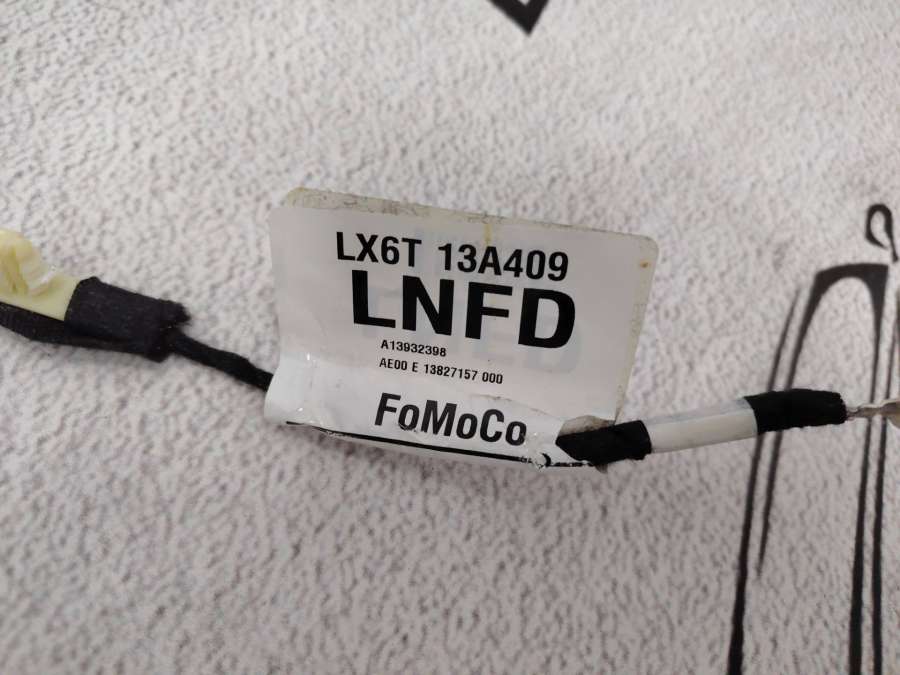 LX6T 13A409
LNFD
A13932398
AE00 E 13827157 000
FoMoCo